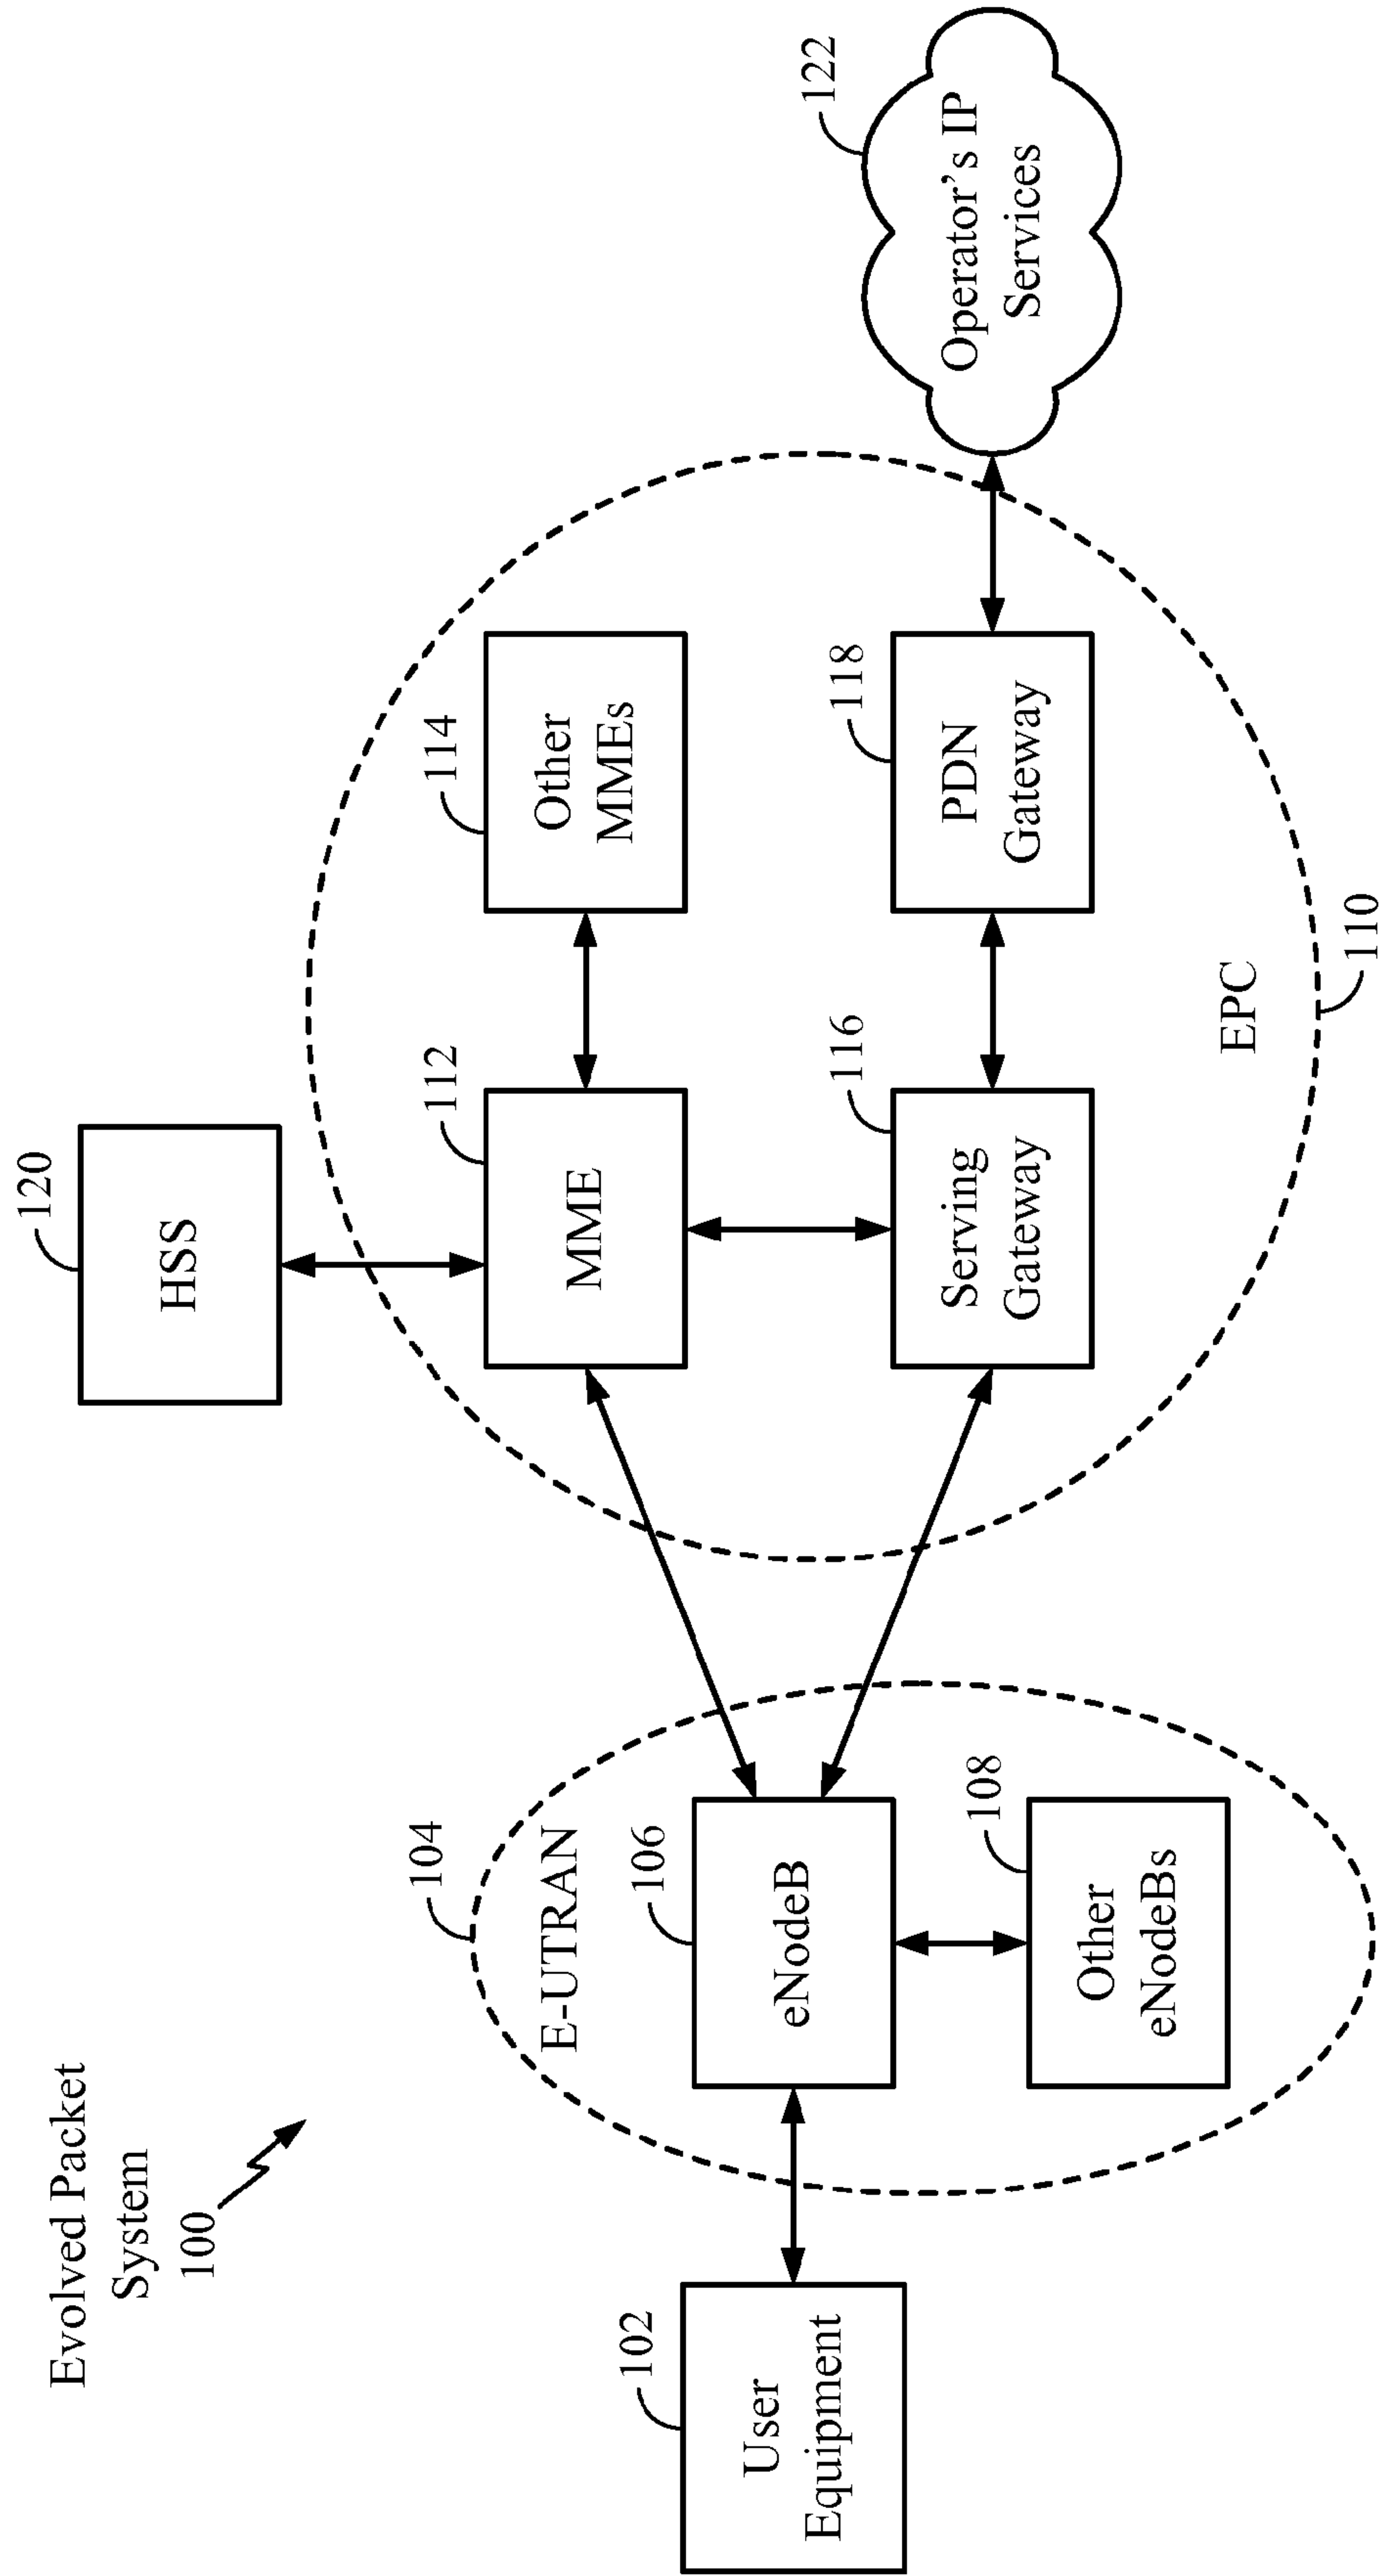 Evolved Packet
System
100
120
HSS
104
E-UTRAN
102
User
Equipment
106
eNodeB
108
Other
eNodeBs
112
MME
114
Other
MMEs
116
Serving
Gateway
118
PDN
Gateway
EPC
110
122
Operator's IP
Services